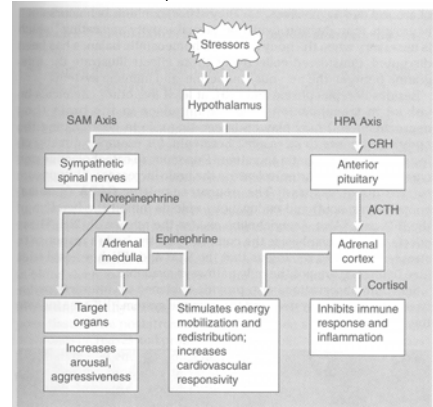 Stressors
Hypothalamus
SAM Axis
HPA Axis
CRH
Sympathetic
spinal nerves
Anterior
pituitary
Norepinephrine
ACTH
Adrenal
medulla
Epinephrine
Adrenal
cortex
Cortisol
Target
organs
Increases
arousal,
aggressiveness
Stimulates energy
mobilization and
redistribution;
increases
cardiovascular
responsivity
Inhibits immune
response and
inflammation